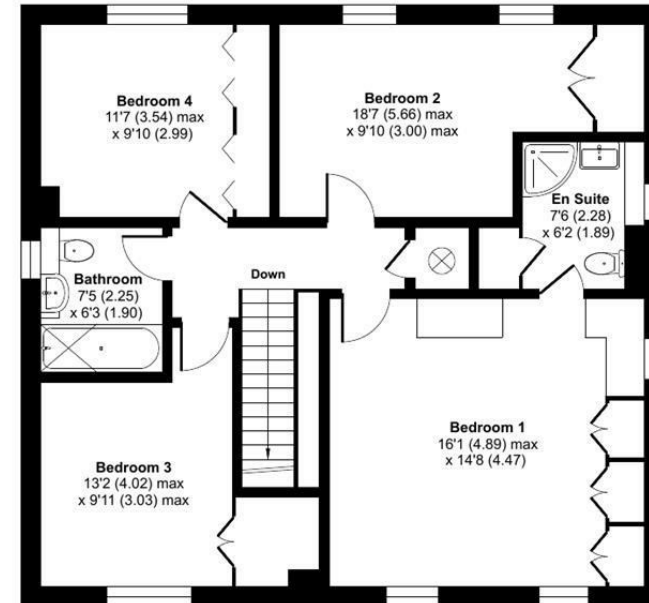 Bedroom 4
11'7 (3.54) max
x 9'10 (2.99)
Bedroom 2
18'7 (5.66) max
x 9'10 (3.00) max
En Suite
7'6 (2.28)
x 6'2 (1.89)
Bathroom
7'5 (2.25)
x 6'3 (1.90)
Down
Bedroom 1
16'1 (4.89) max
x 14'8 (4.47)
Bedroom 3
13'2 (4.02) max
x 9'11 (3.03) max